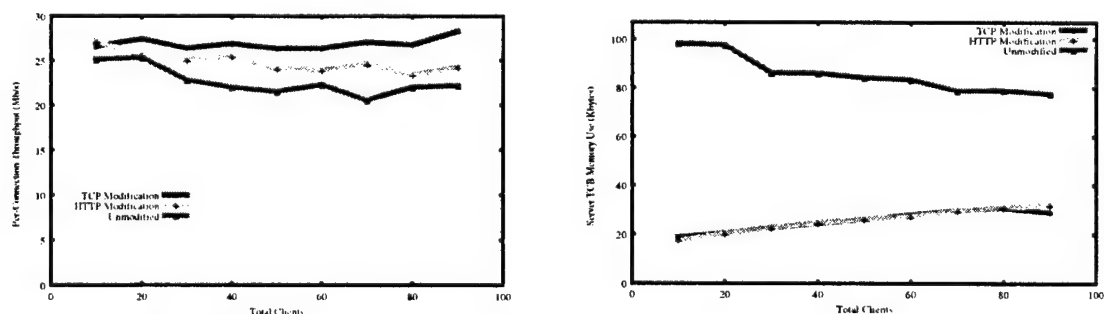 30
25
20
15
10
5
0
0
20
40
60
80
100
Per-Connection Throughput (Mb/s)
Total Clients
TCP Modification
HTTP Modification
Unmodified
100
80
60
40
20
0
0
20
40
60
80
100
Server TCB Memory Use (Kbytes)
Total Clients
TCP Modification
HTTP Modification
Unmodified